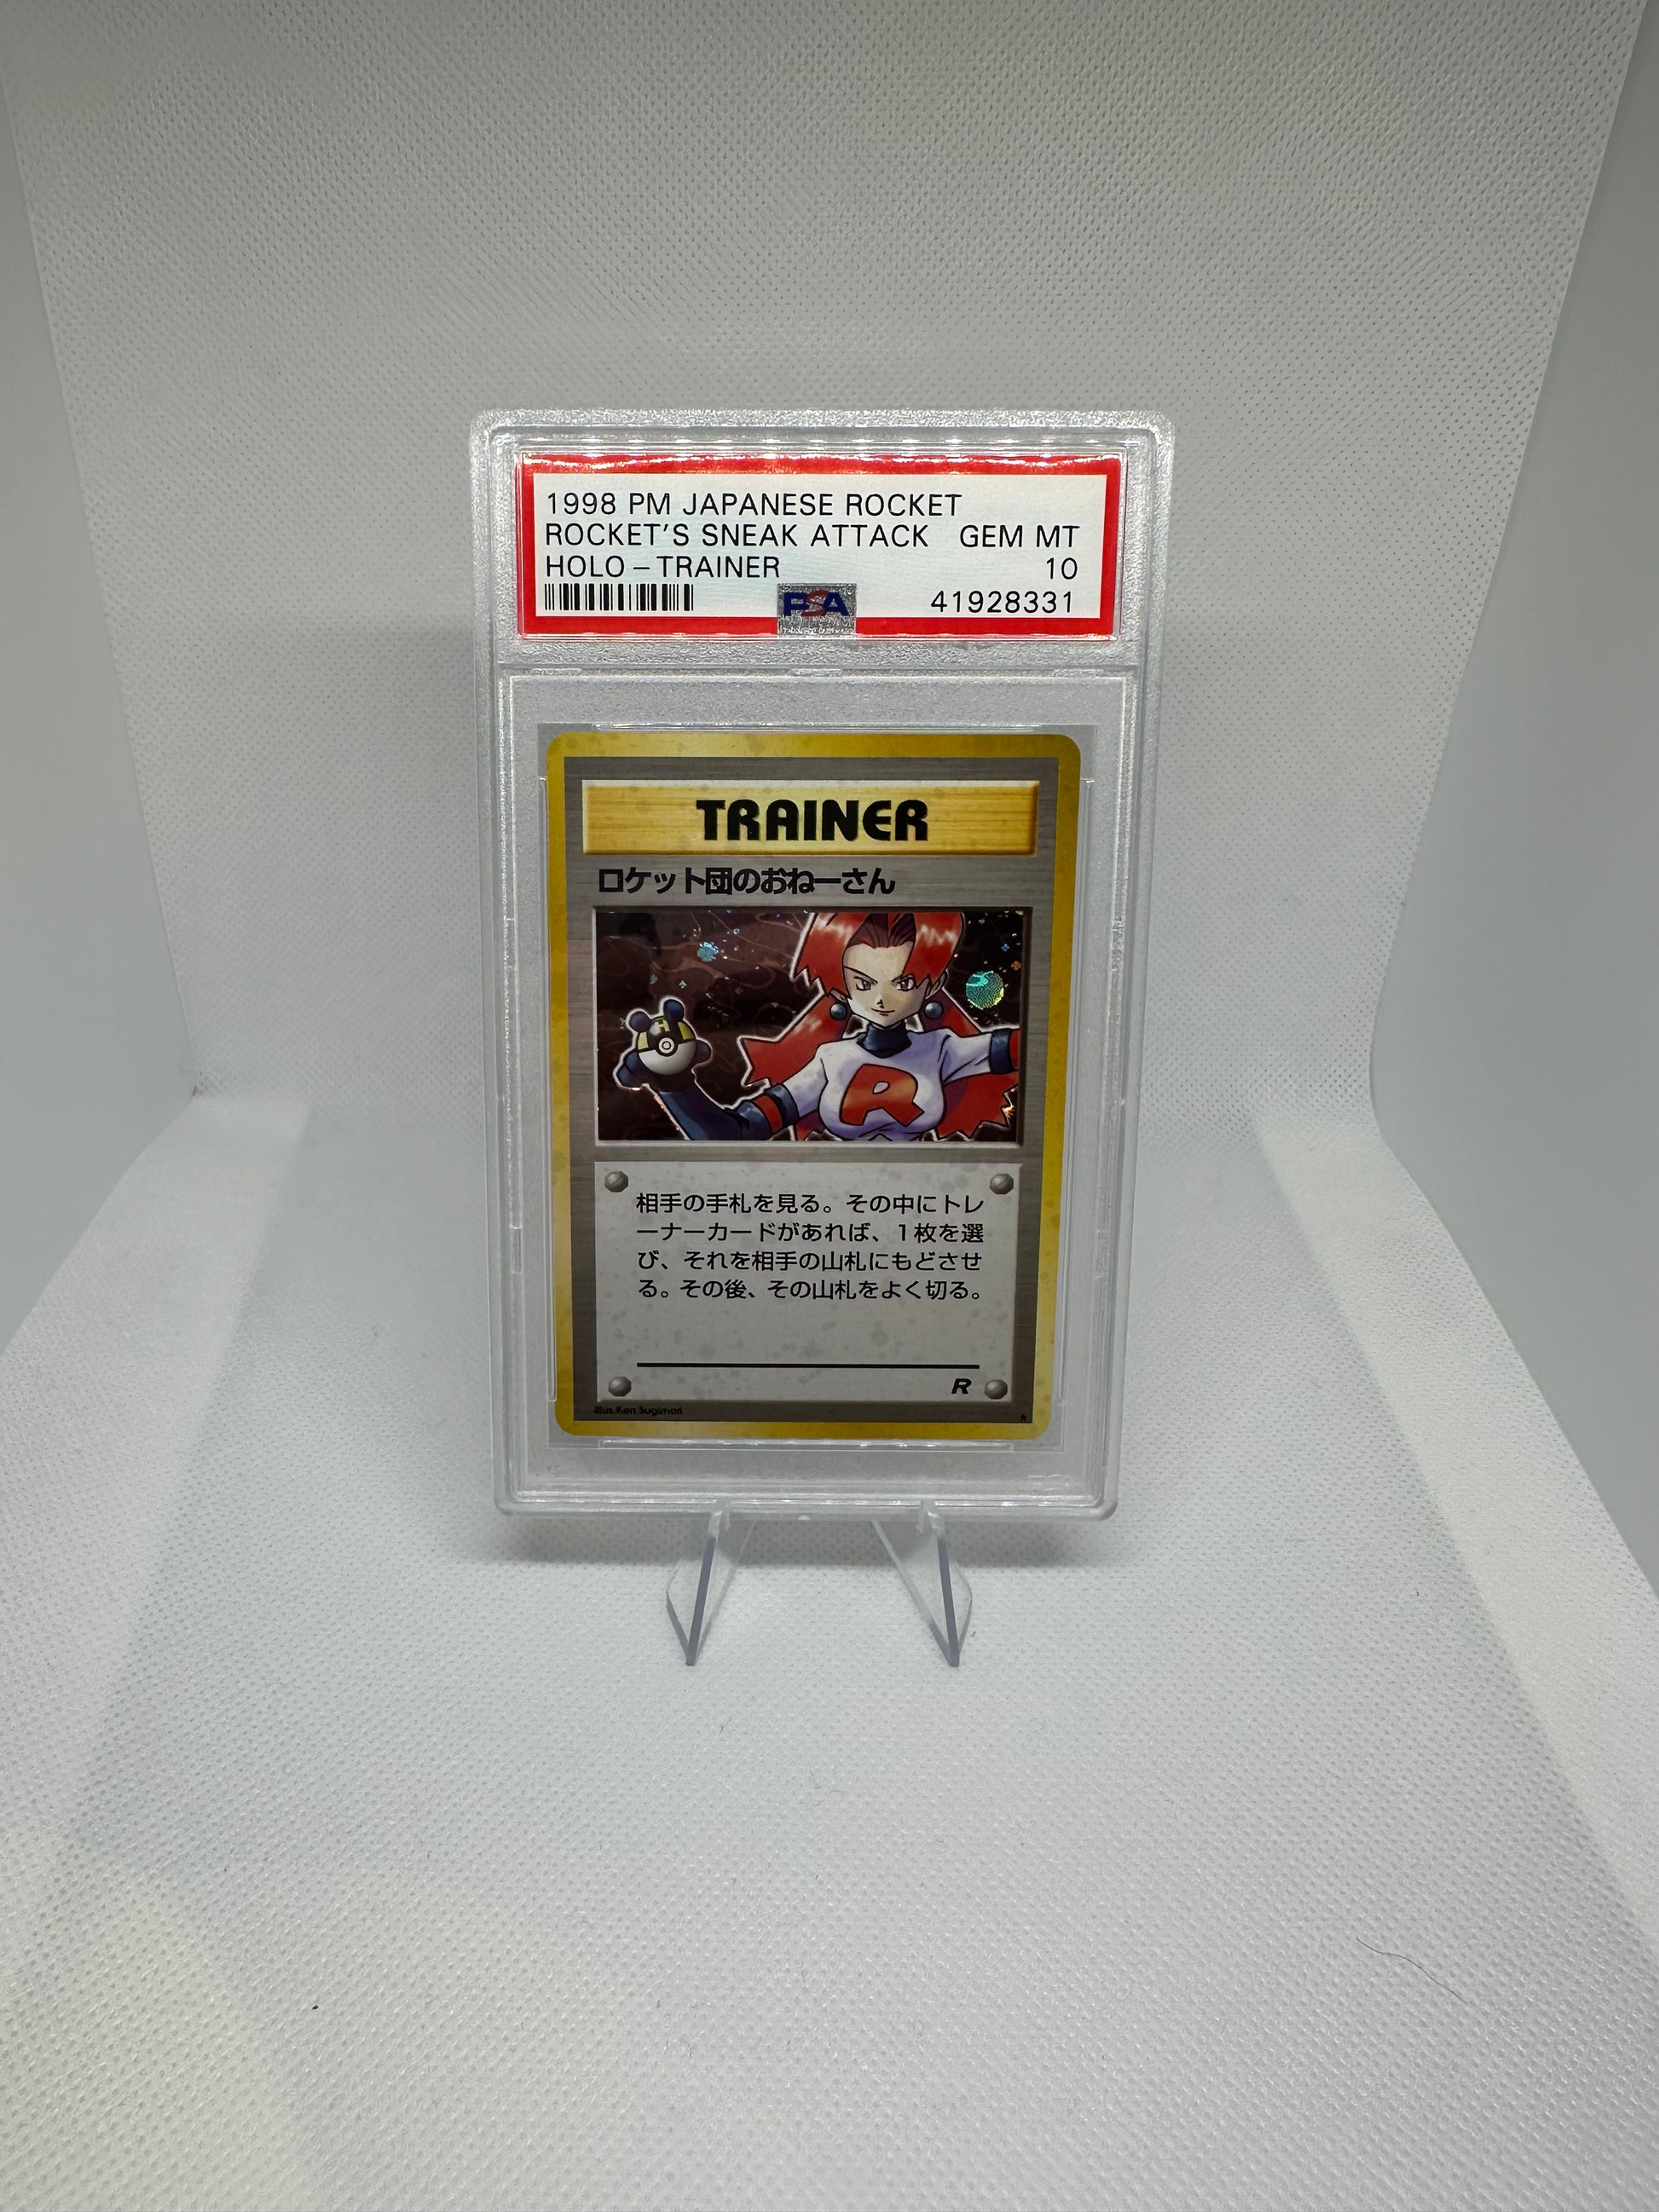 1998 PM JAPANESE ROCKET
ROCKET'S SNEAK ATTACK GEM MT
HOLO – TRAINER 10
PSA 41928331
TRAINER
ロケット団のおねーさん
R
相手の手札を見る。その中にトレ
ーナーカードがあれば、1枚を選
び、それを相手の山札にもどさせ
る。その後、その山札をよく切る。
R
Illus. Ken Sugimori